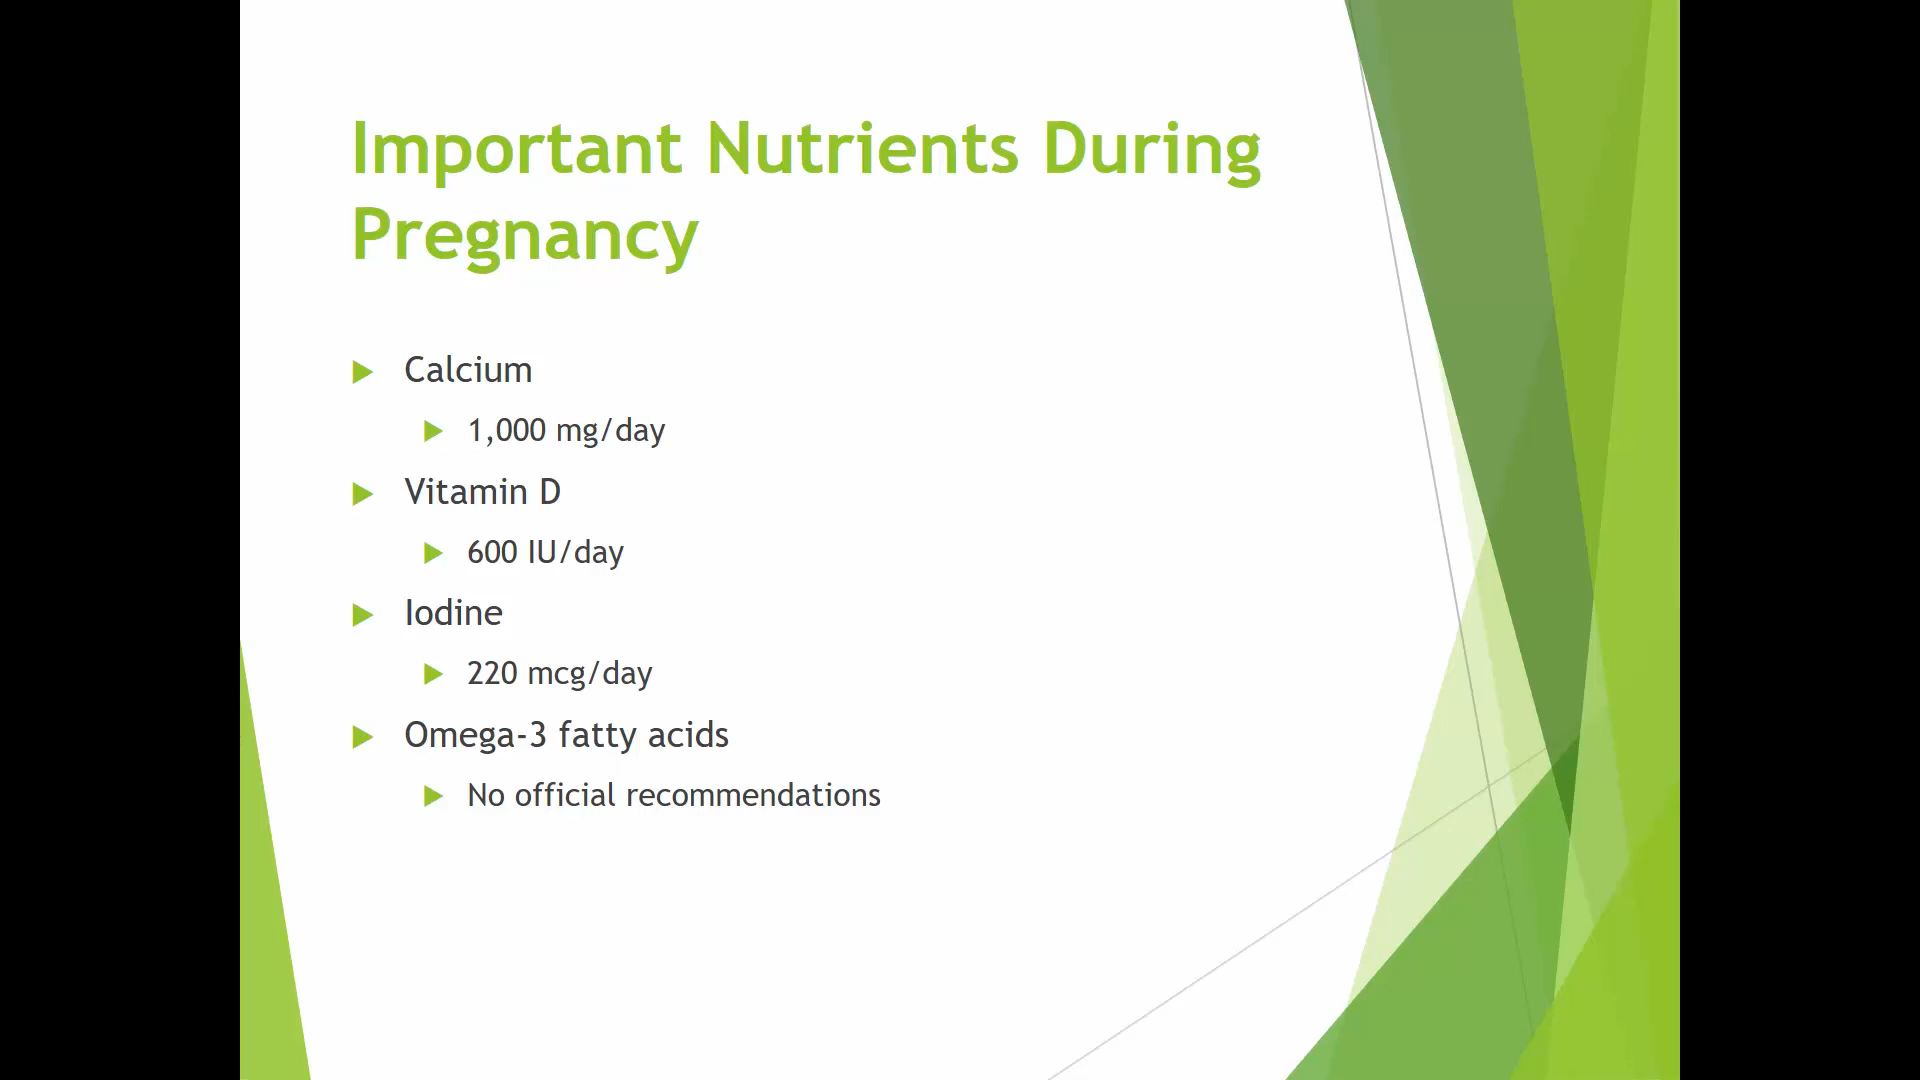 Important Nutrients During
Pregnancy
Calcium
1,000 mg/day
Vitamin D
600 IU/day
Iodine
220 mcg/day
Omega-3 fatty acids
No official recommendations